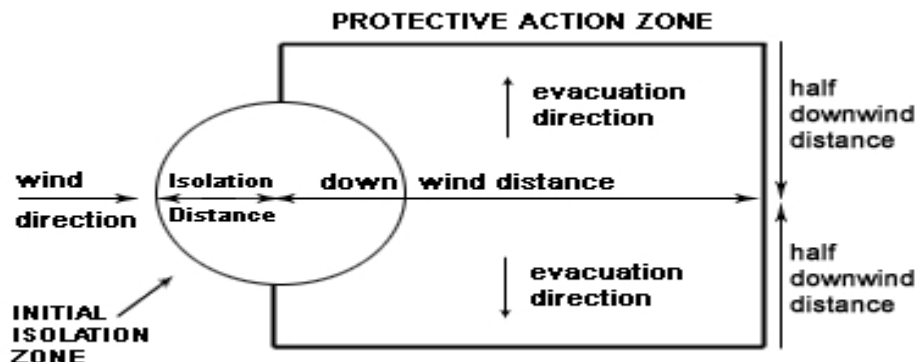 PROTECTIVE ACTION ZONE
evacuation
direction
half
downwind
distance
wind
direction
Isolation
Distance
down wind distance
evacuation
direction
half
downwind
distance
INITIAL
ISOLATION
ZONE